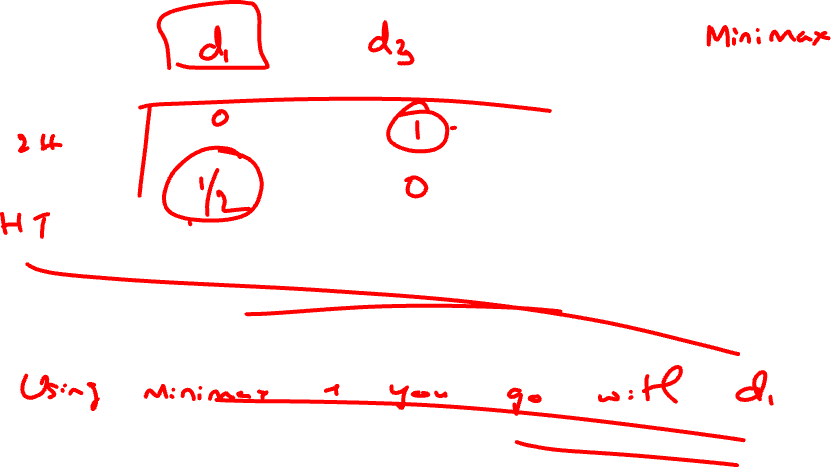 d₁ d₃ Minimax
2H 0 1
HT 1/2 0
Using minimax → you go with d₁